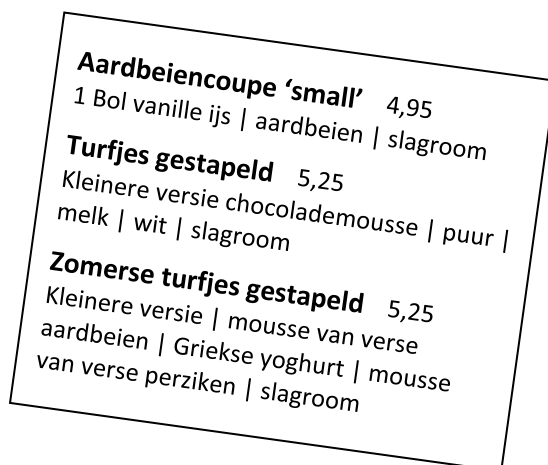 Aardbeiencoupe ‘small’ 4,95
1 Bol vanille ijs | aardbeien | slagroom
Turfjes gestapeld 5,25
Kleinere versie chocolademousse | puur |
melk | wit | slagroom
Zomerse turfjes gestapeld 5,25
Kleinere versie | mousse van verse
aardbeien | Griekse yoghurt | mousse
van verse perziken | slagroom